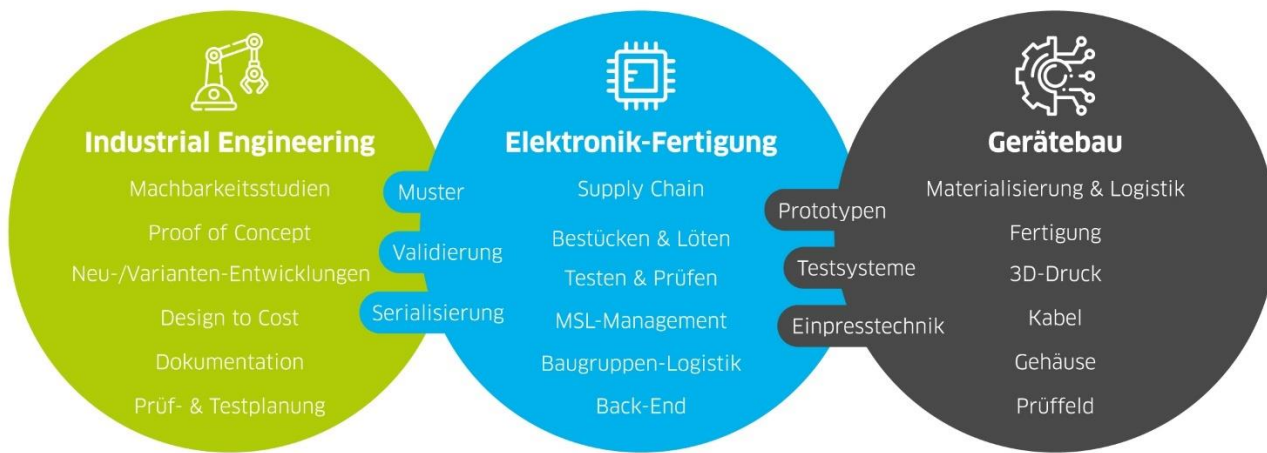 Industrial Engineering
Machbarkeitsstudien
Proof of Concept
Neu-/Varianten-Entwicklungen
Design to Cost
Dokumentation
Prüf- & Testplanung
Muster
Validierung
Serialisierung
Elektronik-Fertigung
Supply Chain
Bestücken & Löten
Testen & Prüfen
MSL-Management
Baugruppen-Logistik
Back-End
Prototypen
Testsysteme
Einpresstechnik
Gerätebau
Materialisierung & Logistik
Fertigung
3D-Druck
Kabel
Gehäuse
Prüffeld